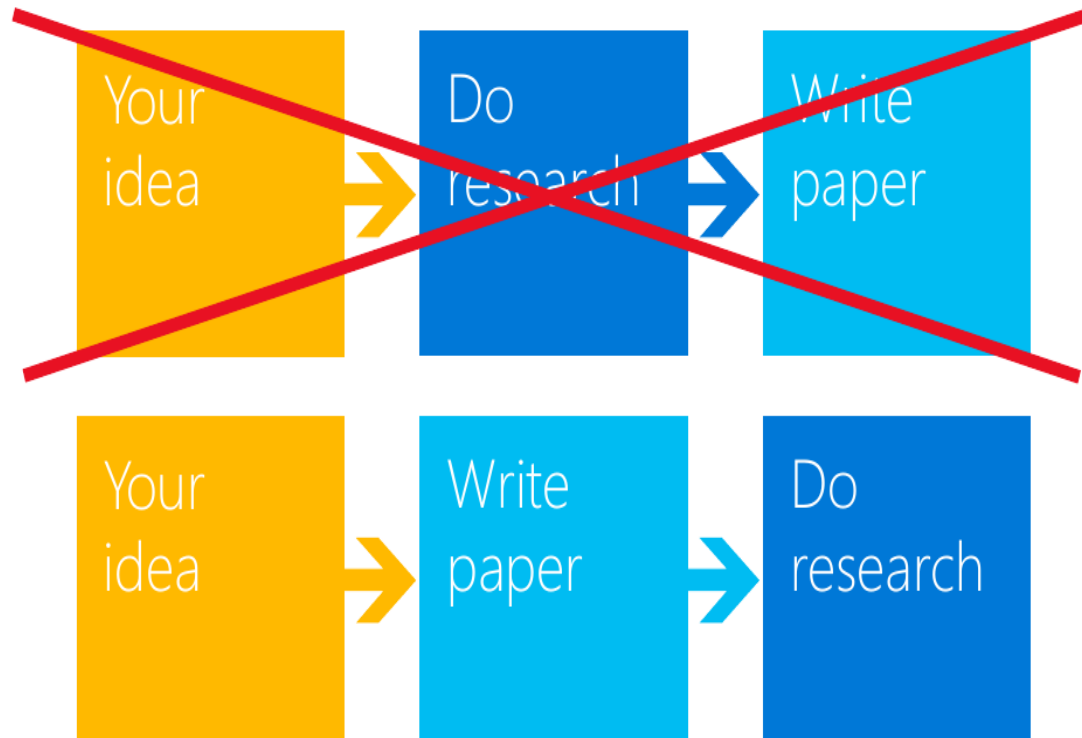 Your
idea
Do
research
Write
paper
Your
idea
Write
paper
Do
research